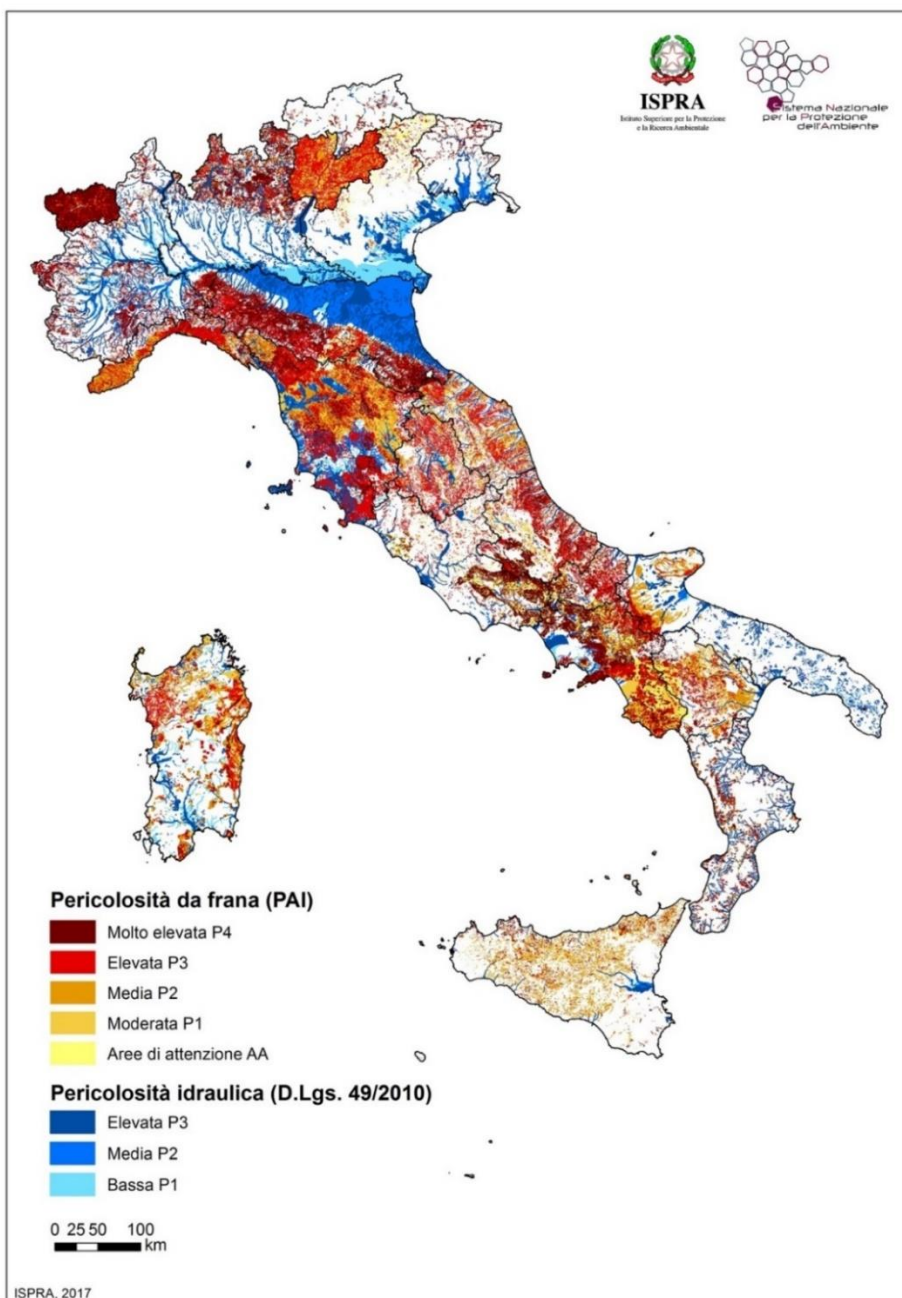 ISPRA
Istituto Superiore per la Protezione
e la Ricerca Ambientale
Sistema Nazionale
per la Protezione
dell'Ambiente
Pericolosità da frana (PAI)
Molto elevata P4
Elevata P3
Media P2
Moderata P1
Aree di attenzione AA
Pericolosità idraulica (D.Lgs. 49/2010)
Elevata P3
Media P2
Bassa P1
0 25 50 100
km
ISPRA, 2017